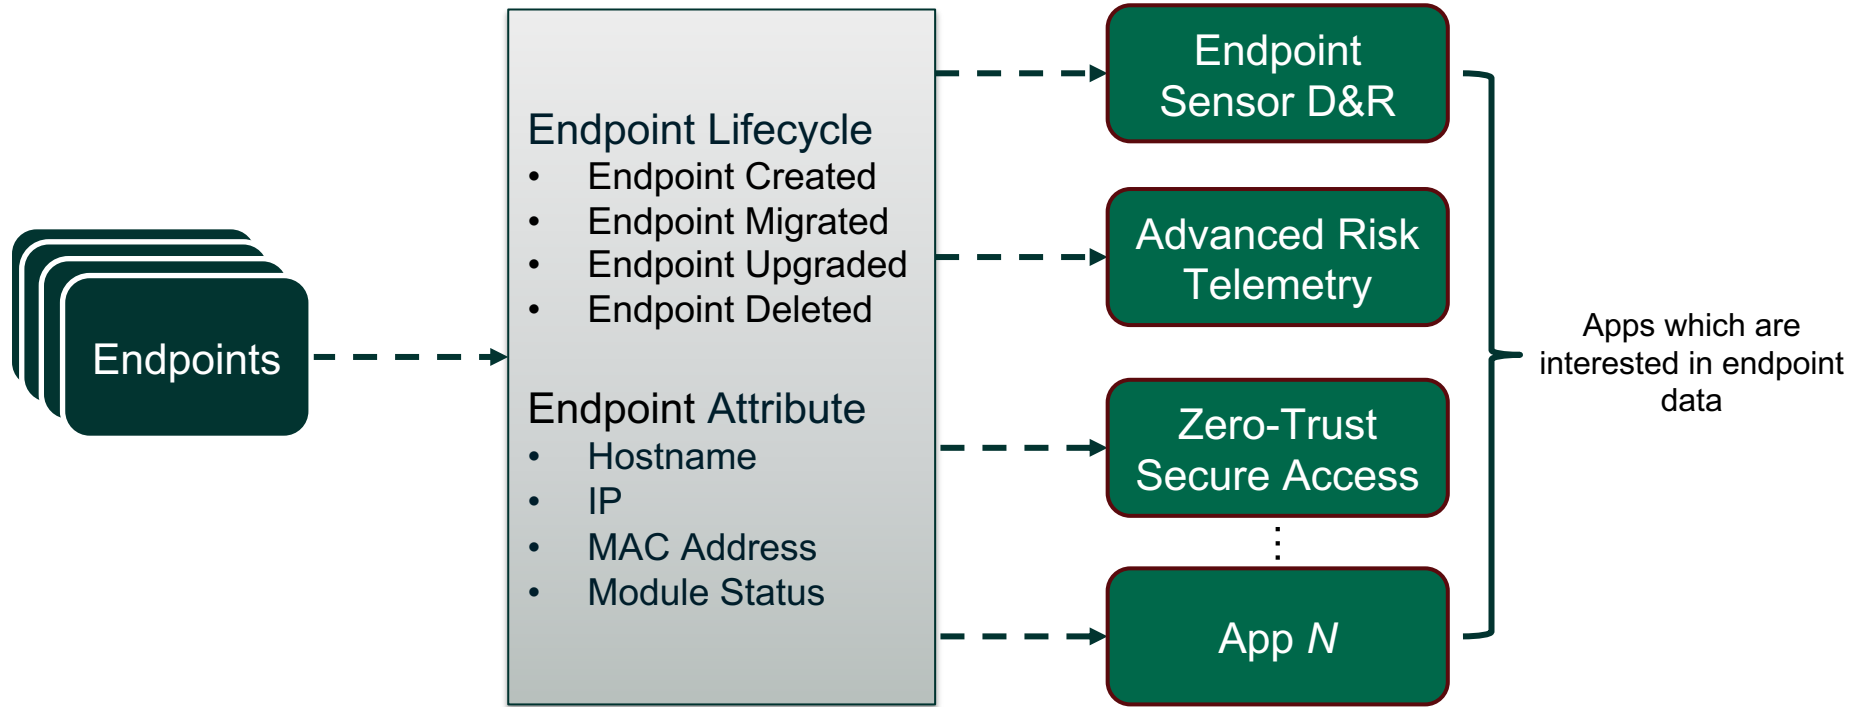 Endpoints
Endpoint Lifecycle
• Endpoint Created
• Endpoint Migrated
• Endpoint Upgraded
• Endpoint Deleted
Endpoint Attribute
• Hostname
• IP
• MAC Address
• Module Status
Endpoint
Sensor D&R
Advanced Risk
Telemetry
Zero-Trust
Secure Access
⋮
App N
Apps which are
interested in endpoint
data